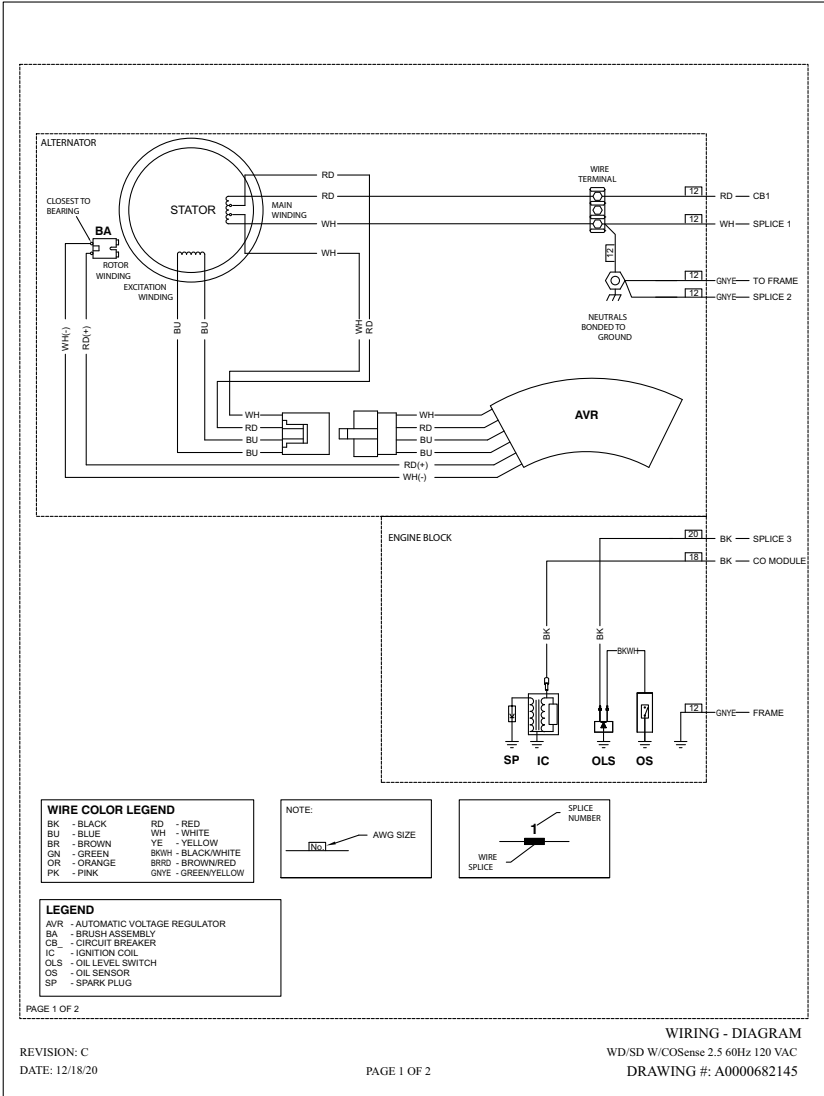 ALTERNATOR
CLOSEST TO
BEARING
BA
ROTOR
WINDING
EXCITATION
WINDING
STATOR
MAIN
WINDING
RD
RD
WH
WH
WIRE
TERMINAL
12 RD CB1
12 WH SPLICE 1
12
12 GNYE TO FRAME
12 GNYE SPLICE 2
NEUTRALS
BONDED TO
GROUND
WH(-)
RD(+)
BU
BU
WH
RD
WH
RD
BU
BU
WH
RD
BU
BU
RD(+)
WH(-)
AVR
ENGINE BLOCK
20 BK SPLICE 3
18 BK CO MODULE
BK
BK
BKWH
12 GNYE FRAME
SP IC OLS OS
WIRE COLOR LEGEND
BK - BLACK RD - RED
BU - BLUE WH - WHITE
BR - BROWN YE - YELLOW
GN - GREEN BKWH - BLACK/WHITE
OR - ORANGE BRRD - BROWN/RED
PK - PINK GNYE - GREEN/YELLOW
NOTE:
No.
AWG SIZE
SPLICE
NUMBER
1
WIRE
SPLICE
LEGEND
AVR - AUTOMATIC VOLTAGE REGULATOR
BA - BRUSH ASSEMBLY
CB_ - CIRCUIT BREAKER
IC - IGNITION COIL
OLS - OIL LEVEL SWITCH
OS - OIL SENSOR
SP - SPARK PLUG
PAGE 1 OF 2
WIRING - DIAGRAM
REVISION: C
WD/SD W/COSense 2.5 60Hz 120 VAC
DATE: 12/18/20
PAGE 1 OF 2
DRAWING #: A0000682145